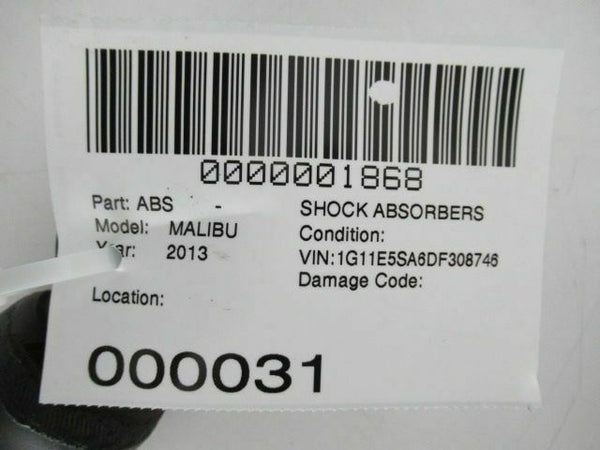 0000001868
Part: ABS - SHOCK ABSORBERS
Model: MALIBU Condition:
Year: 2013 VIN:1G11E5SA6DF308746
Damage Code:
Location:
000031